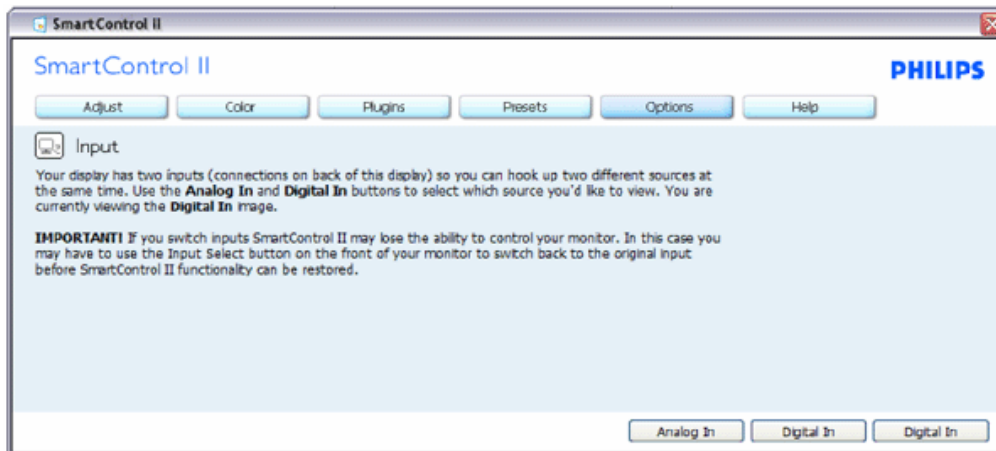 SmartControl II
SmartControl II
PHILIPS
Adjust Color Plugins Presets Options Help
Input
Your display has two inputs (connections on back of this display) so you can hook up two different sources at
the same time. Use the Analog In and Digital In buttons to select which source you'd like to view. You are
currently viewing the Digital In image.
IMPORTANT! If you switch inputs SmartControl II may lose the ability to control your monitor. In this case you
may have to use the Input Select button on the front of your monitor to switch back to the original input
before SmartControl II functionality can be restored.
Analog In Digital In Digital In